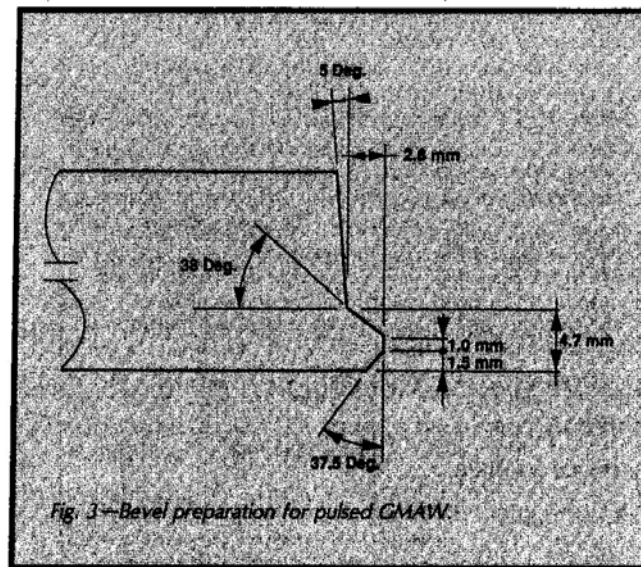 5 Deg.
2.8 mm
38 Deg.
1.0 mm
4.7 mm
1.5 mm
37.5 Deg.
Fig. 3—Bevel preparation for pulsed GMAW.